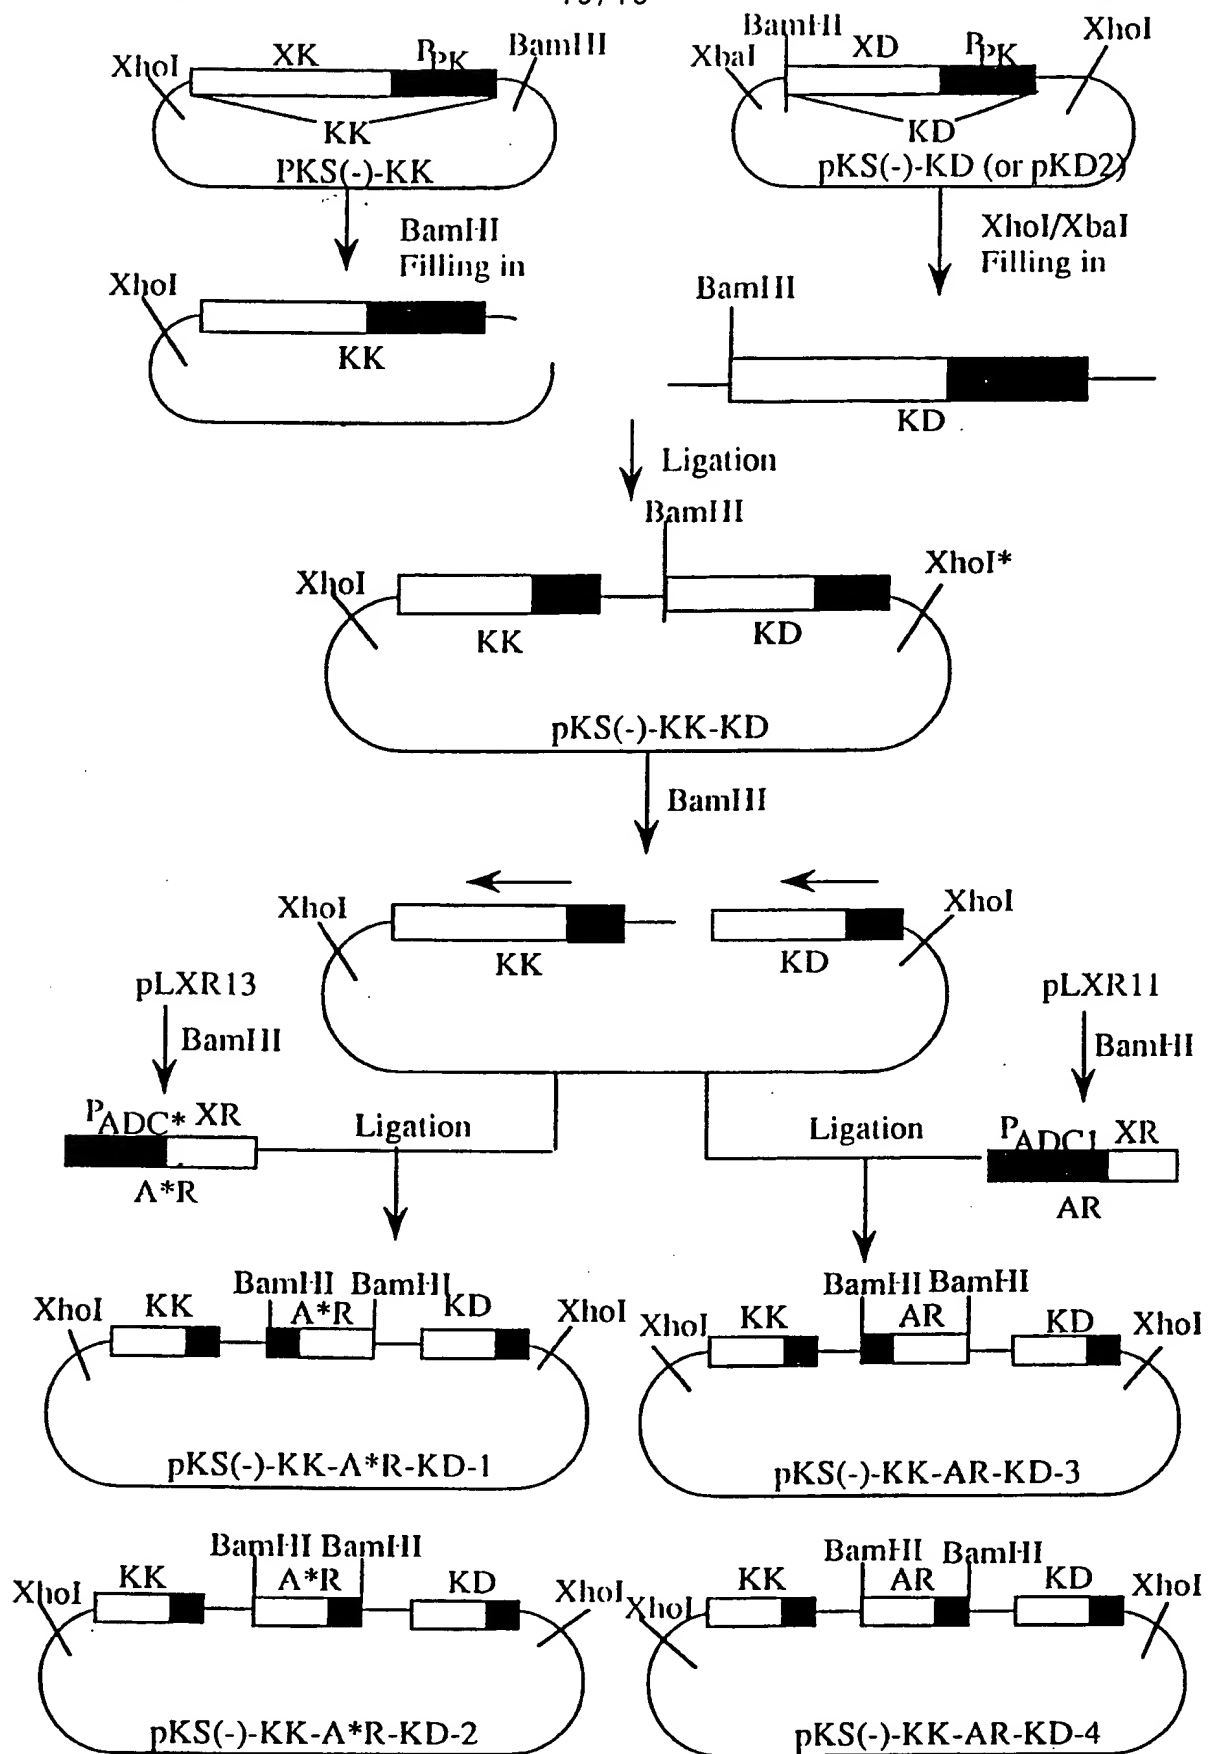 XhoI XK PPK BamHI
KK
PKS(-)-KK
XbaI BamHI XD PPK XhoI
KD
pKS(-)-KD (or pKD2)
BamHI
Filling in
XhoI/XbaI
Filling in
XhoI
KK
BamHI
KD
Ligation
BamHI
XhoI
XhoI*
KK
KD
pKS(-)-KK-KD
BamHI
XhoI
XhoI
KK
KD
pLXR13
BamHI
PADC* XR
A*R
Ligation
pLXR11
BamHI
PADC1 XR
AR
Ligation
BamHI BamHI
XhoI KK A*R KD XhoI
pKS(-)-KK-A*R-KD-1
BamHI BamHI
XhoI KK AR KD XhoI
pKS(-)-KK-AR-KD-3
BamHI BamHI
XhoI KK A*R KD XhoI
pKS(-)-KK-A*R-KD-2
BamHI BamHI
XhoI KK AR KD XhoI
pKS(-)-KK-AR-KD-4